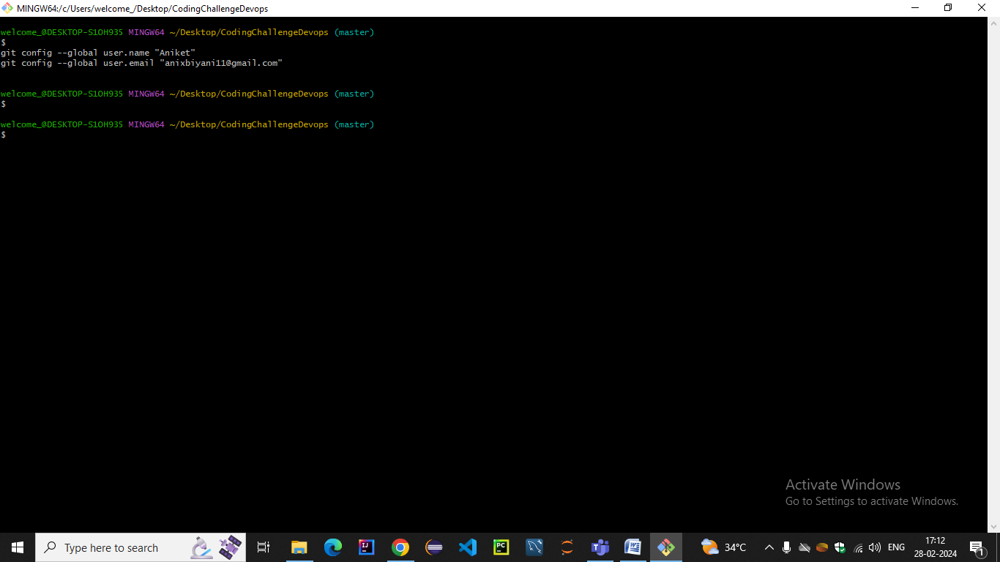 MINGW64:/c/Users/welcome_/Desktop/CodingChallengeDevops
welcome_@DESKTOP-S1OH935 MINGW64 ~/Desktop/CodingChallengeDevops (master)
$
git config --global user.name "Aniket"
git config --global user.email "anixbiyani11@gmail.com"
welcome_@DESKTOP-S1OH935 MINGW64 ~/Desktop/CodingChallengeDevops (master)
$
welcome_@DESKTOP-S1OH935 MINGW64 ~/Desktop/CodingChallengeDevops (master)
$
Activate Windows
Go to Settings to activate Windows.
Type here to search
IJ
PC
W
34°C
ENG
17:12
28-02-2024
1